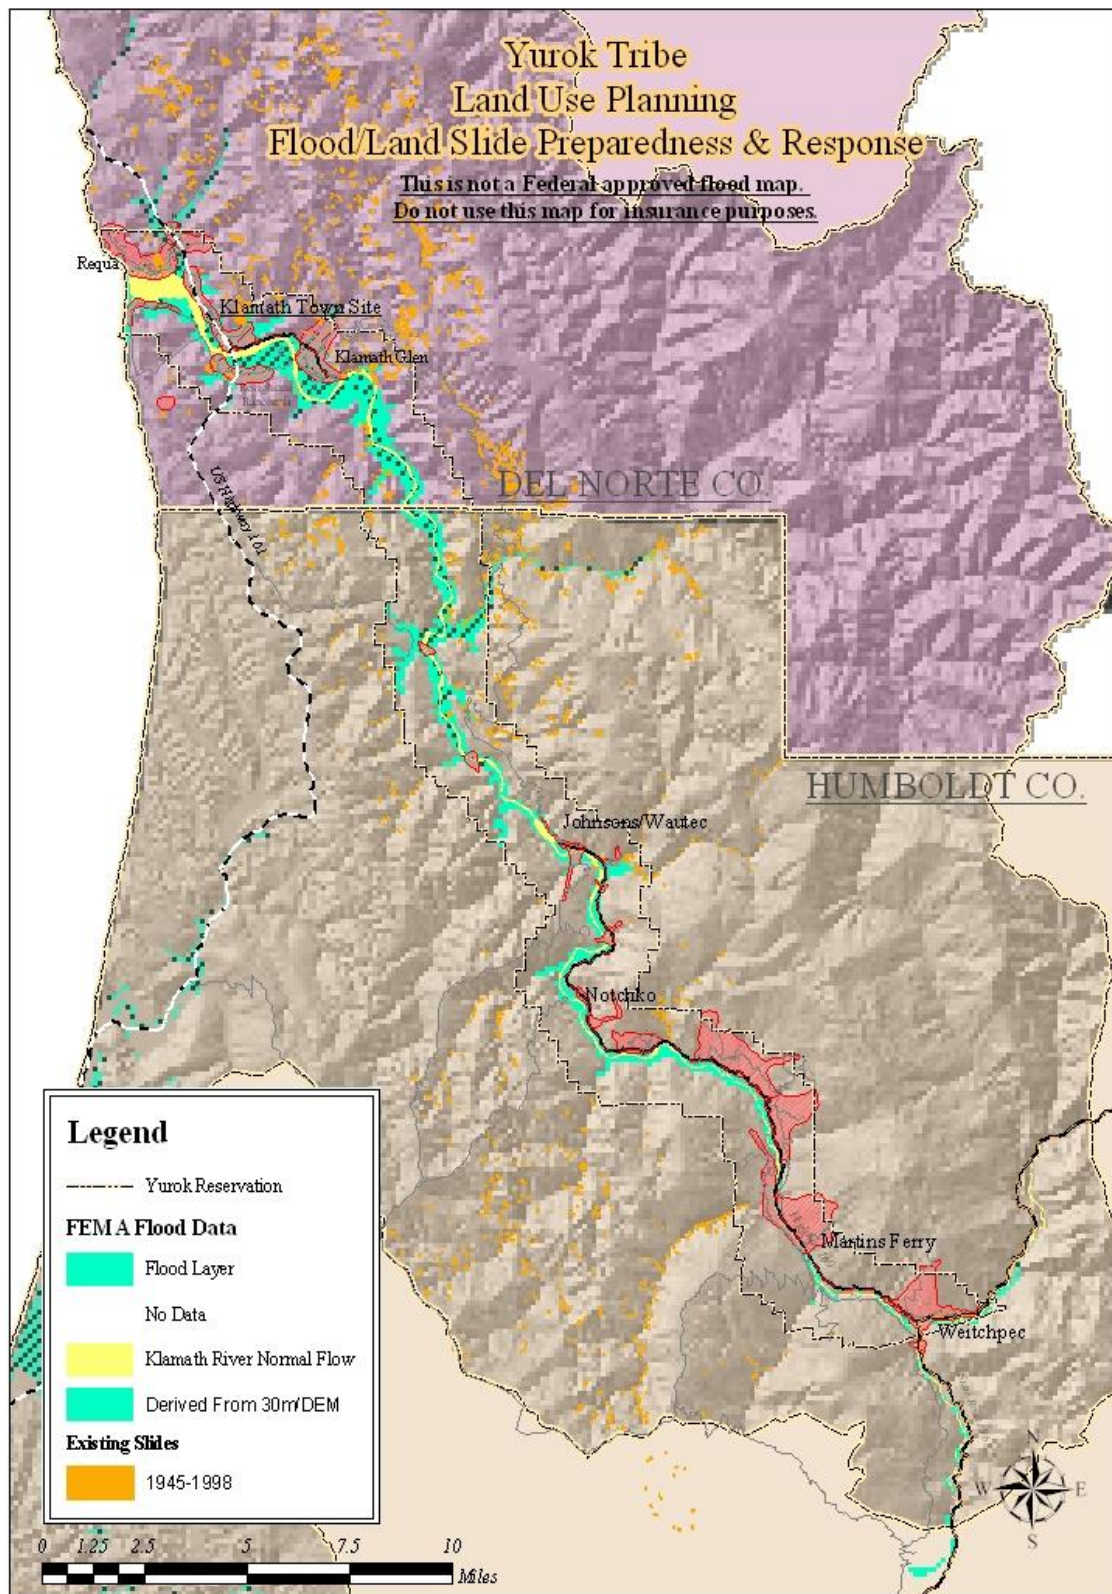 Yurok Tribe
Land Use Planning
Flood/Land Slide Preparedness & Response
This is not a Federal approved flood map.
Do not use this map for insurance purposes.
Requa
Klamath Town Site
Klamath Glen
DEL NORTE CO.
US Highway 101
HUMBOLDT CO.
Johnsons/Wautec
Notchko
Martins Ferry
Weitchpec
Legend
Yurok Reservation
FEMA Flood Data
Flood Layer
No Data
Klamath River Normal Flow
Derived From 30m/DEM
Existing Slides
1945-1998
N
W E
S
0 1.25 2.5 5 7.5 10
Miles